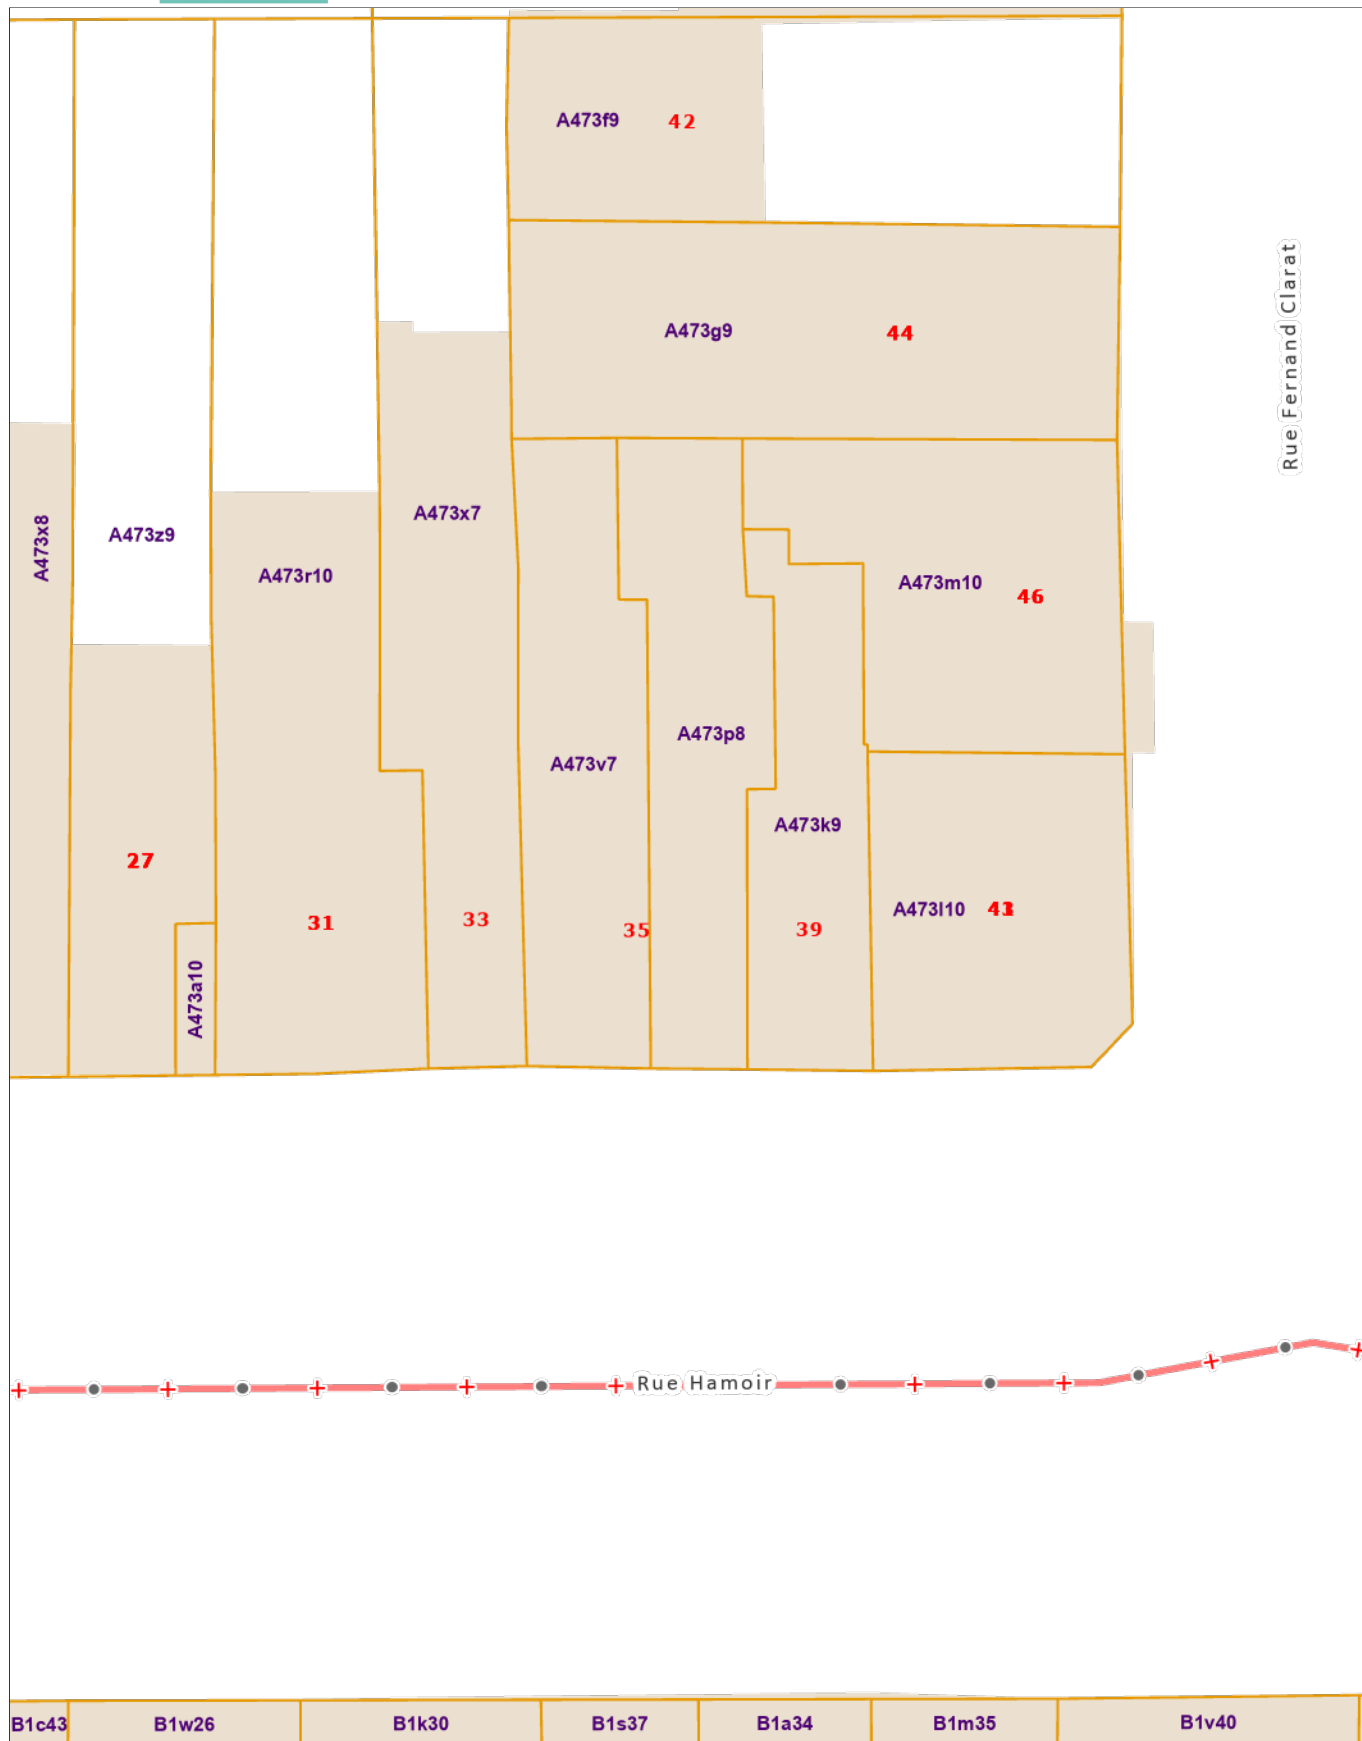 A473f9 42
Rue Fernand Clarat
A473g9 44
A473x8
A473z9
A473r10
A473x7
A473m10 46
A473v7
A473p8
A473k9
27
31
33
35
39
A473l10
A473a10
Rue Hamoir
B1c43 B1w26 B1k30 B1s37 B1a34 B1m35 B1v40